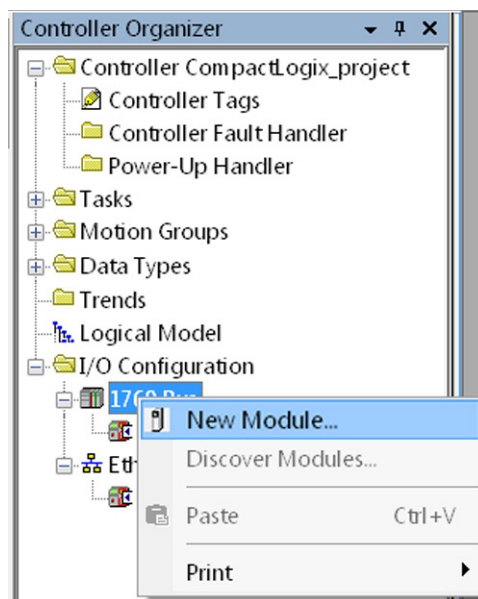 Controller Organizer
Controller CompactLogix_project
Controller Tags
Controller Fault Handler
Power-Up Handler
Tasks
Motion Groups
Data Types
Trends
Logical Model
I/O Configuration
New Module...
Discover Modules...
Paste Ctrl+V
Print